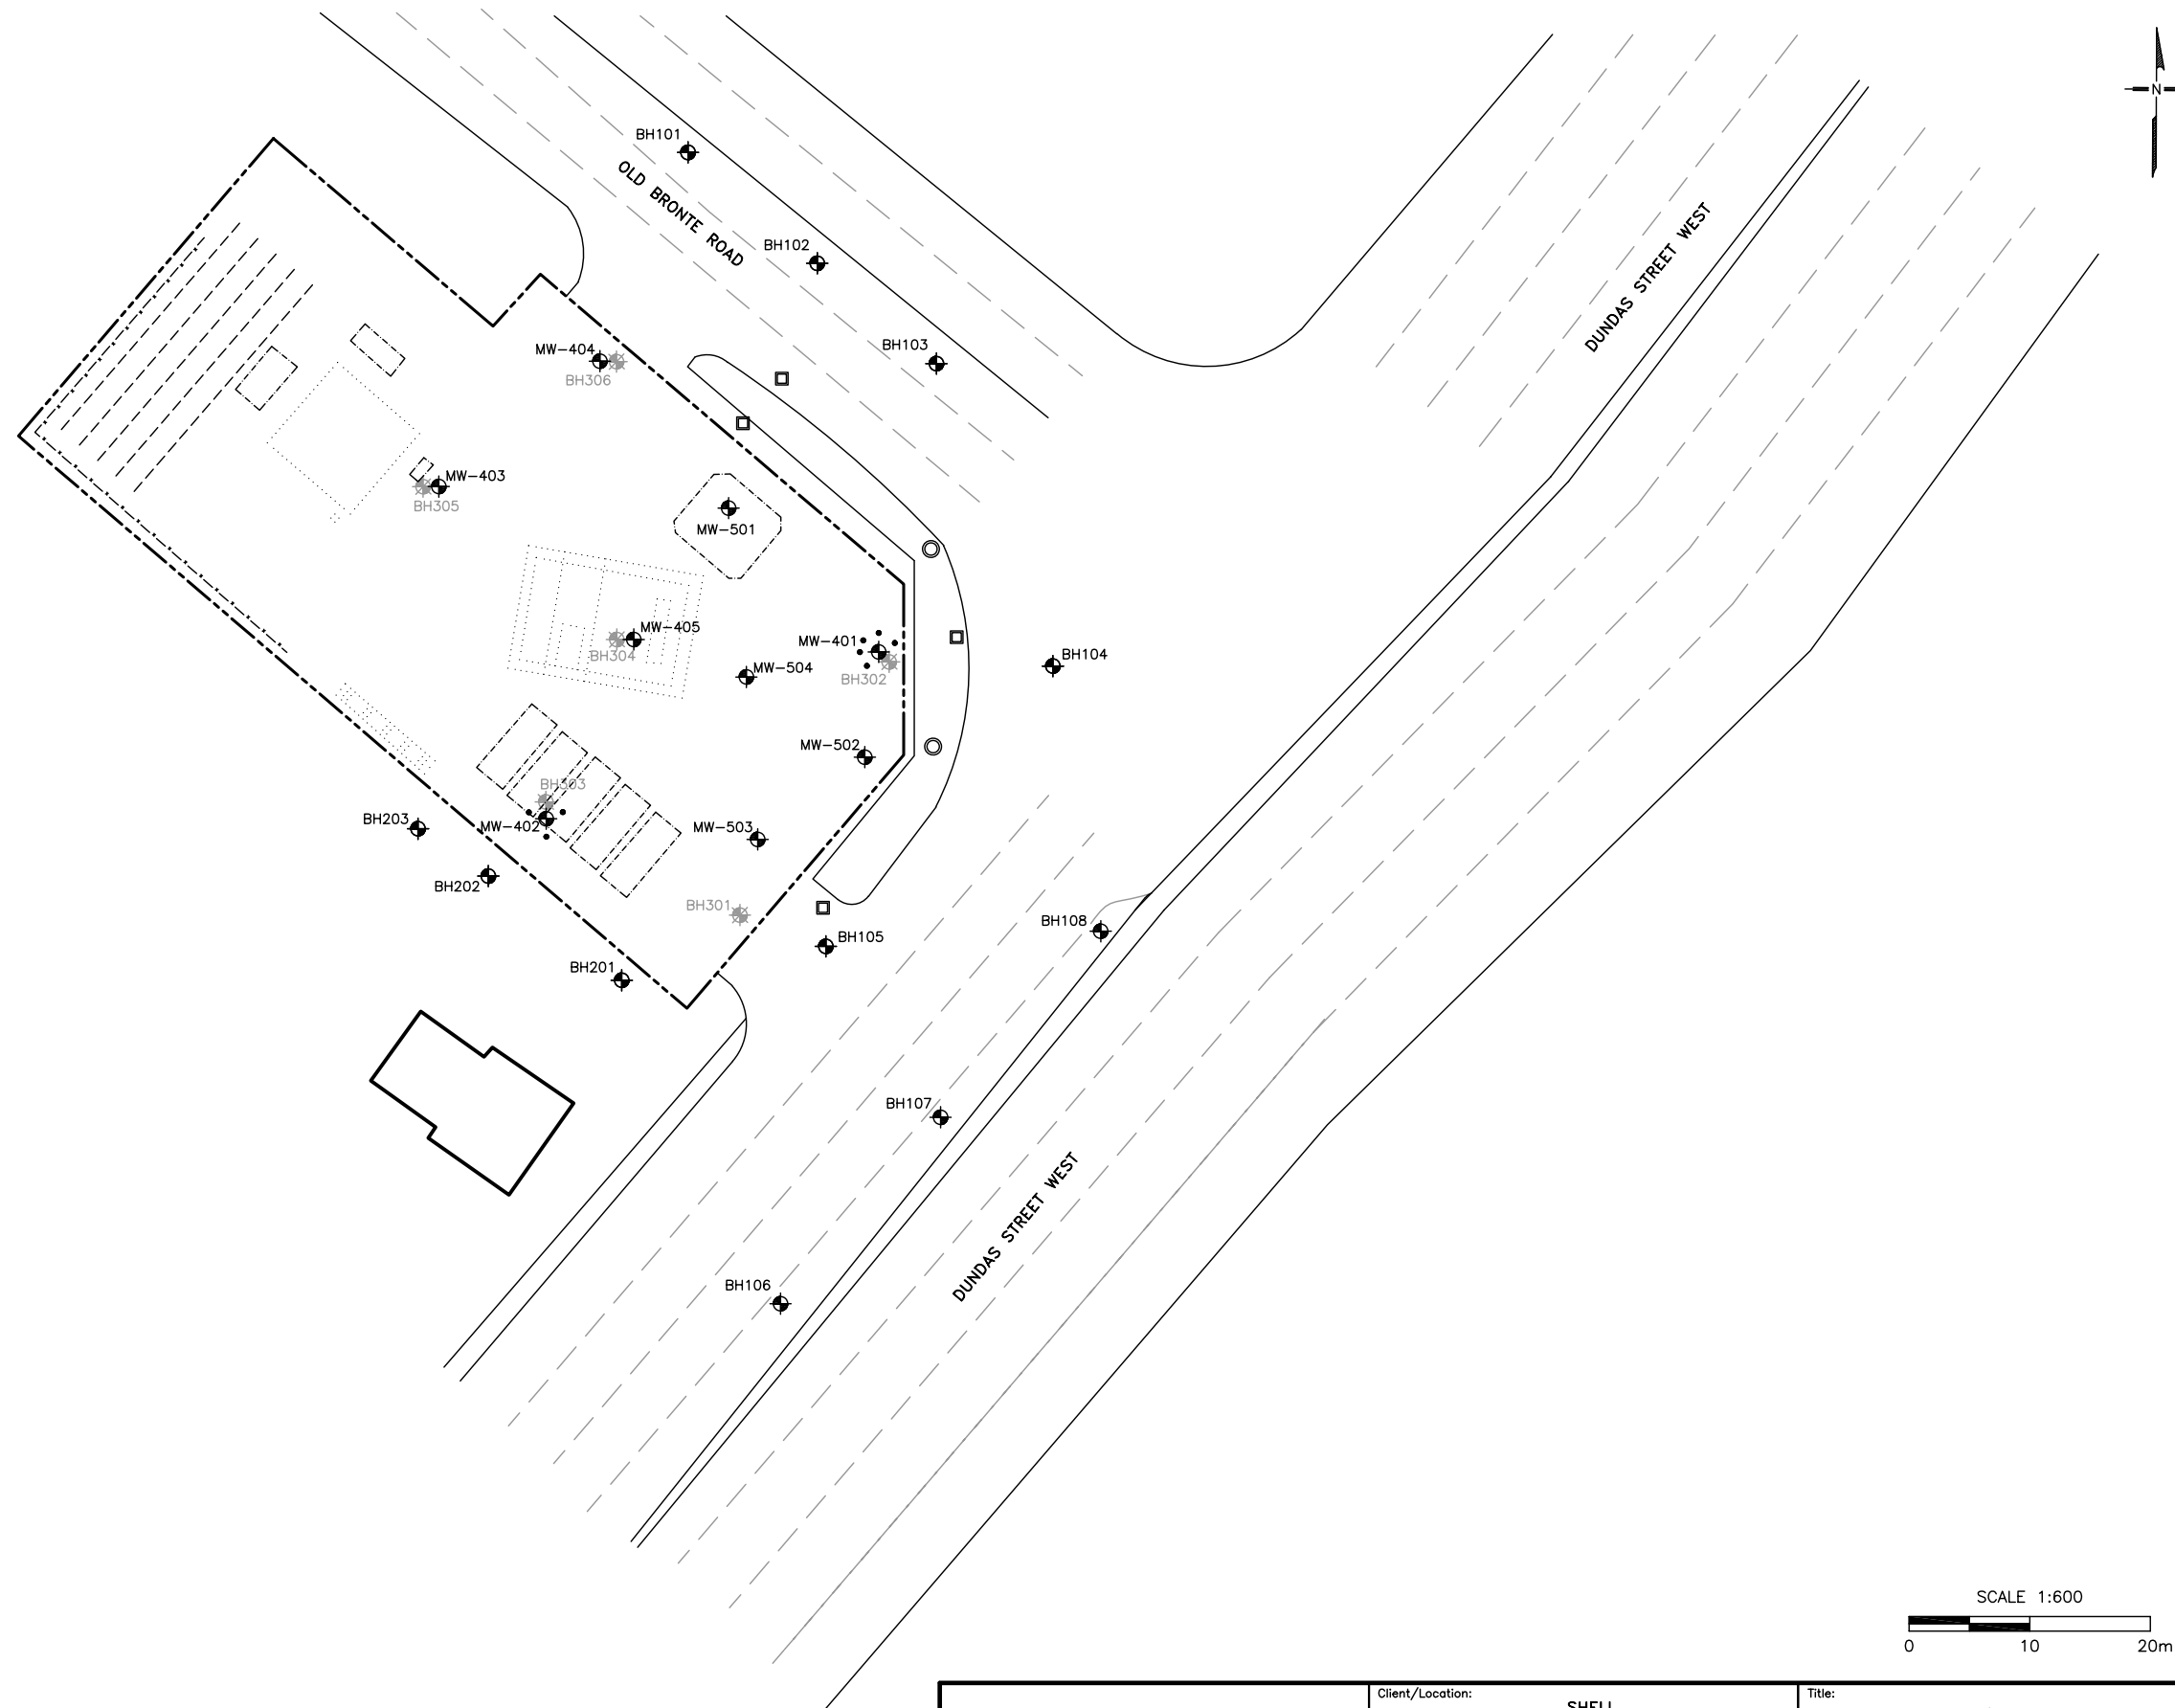 N
BH101
OLD BRONTE ROAD
BH102
DUNDAS STREET WEST
BH103
MW-404
BH306
MW-403
BH305
MW-501
MW-405
BH304
MW-401
BH302
BH104
MW-504
MW-502
BH303
MW-402
BH203
MW-503
BH202
BH301
BH108
BH105
BH201
BH107
DUNDAS STREET WEST
BH106
SCALE 1:600
0 10 20m
Client/Location:
SHELL
Title: